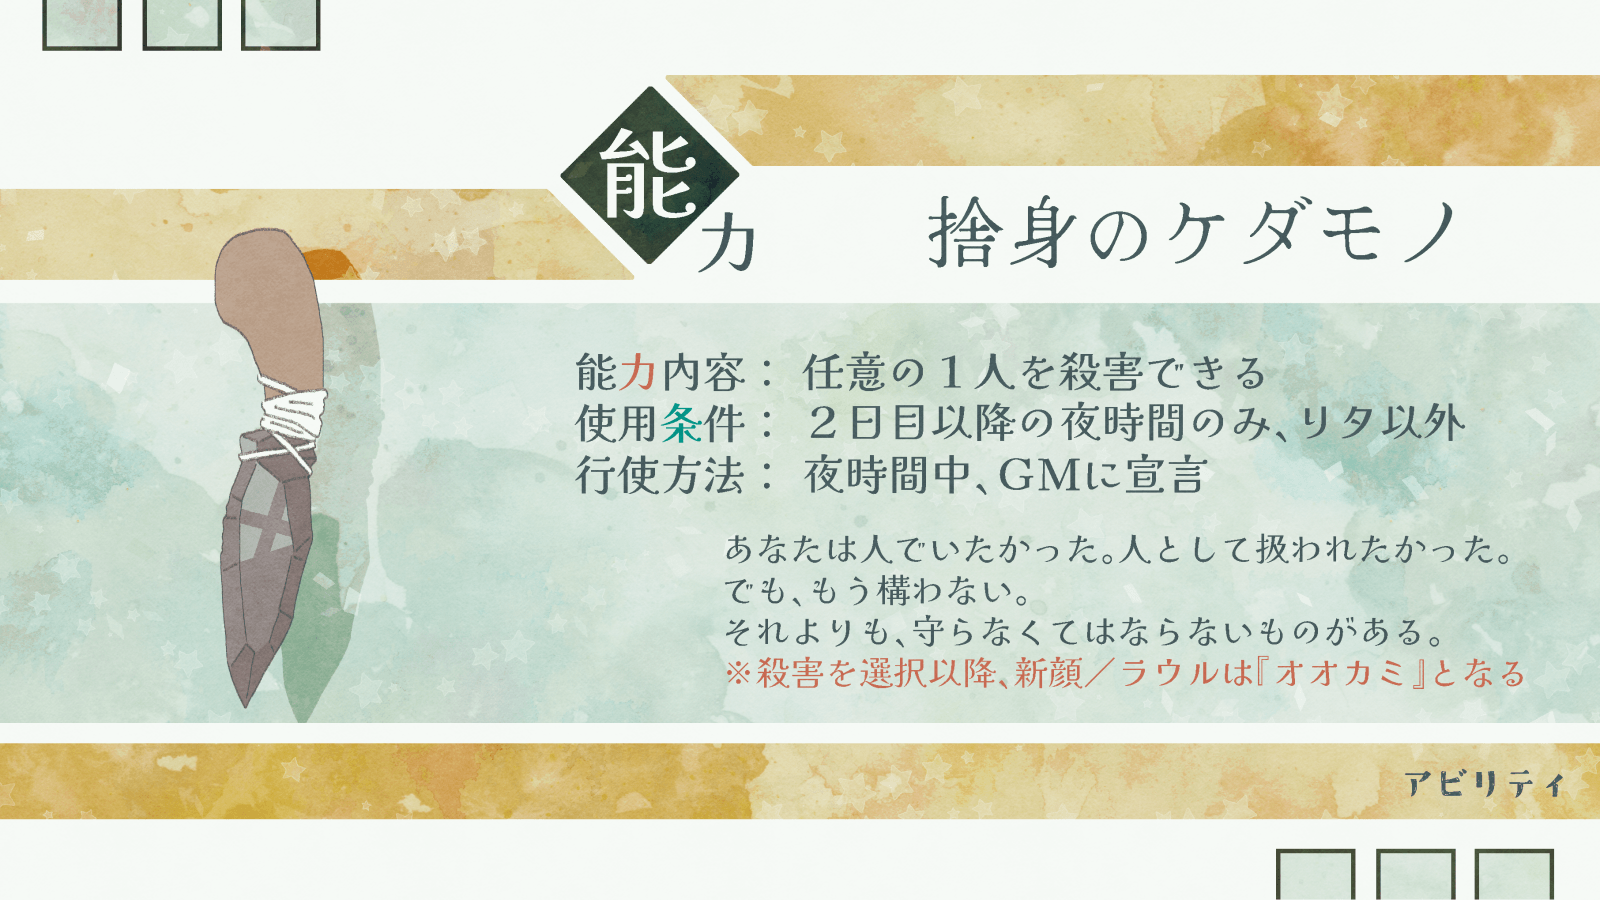 能力
捨身のケダモノ
能力内容： 任意の１人を殺害できる
使用条件： ２日目以降の夜時間のみ、リタ以外
行使方法： 夜時間中、GMに宣言
あなたは人でいたかった。人として扱われたかった。
でも、もう構わない。
それよりも、守らなくてはならないものがある。
※殺害を選択以降、新顔／ラウルは『オオカミ』となる
アビリティ